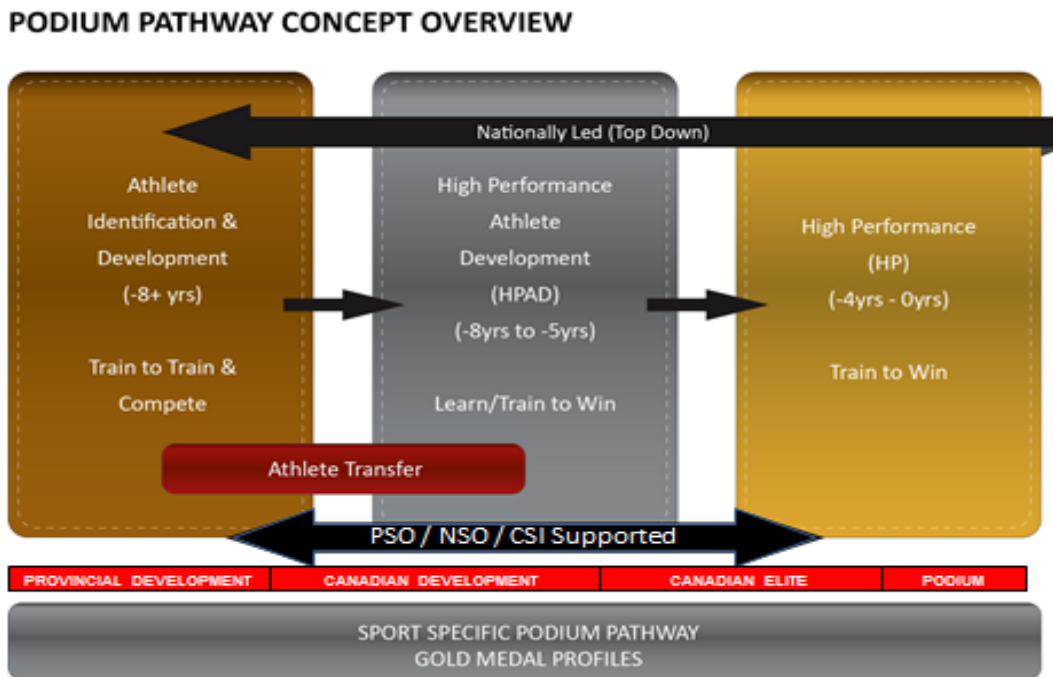 PODIUM PATHWAY CONCEPT OVERVIEW
Nationally Led (Top Down)
Athlete
Identification &
Development
(-8+ yrs)
Train to Train &
Compete
High Performance
Athlete
Development
(HPAD)
(-8yrs to -5yrs)
Learn/Train to Win
High Performance
(HP)
(-4yrs - 0yrs)
Train to Win
Athlete Transfer
PSO / NSO / CSI Supported
PROVINCIAL DEVELOPMENT
CANADIAN DEVELOPMENT
CANADIAN ELITE
PODIUM
SPORT SPECIFIC PODIUM PATHWAY
GOLD MEDAL PROFILES